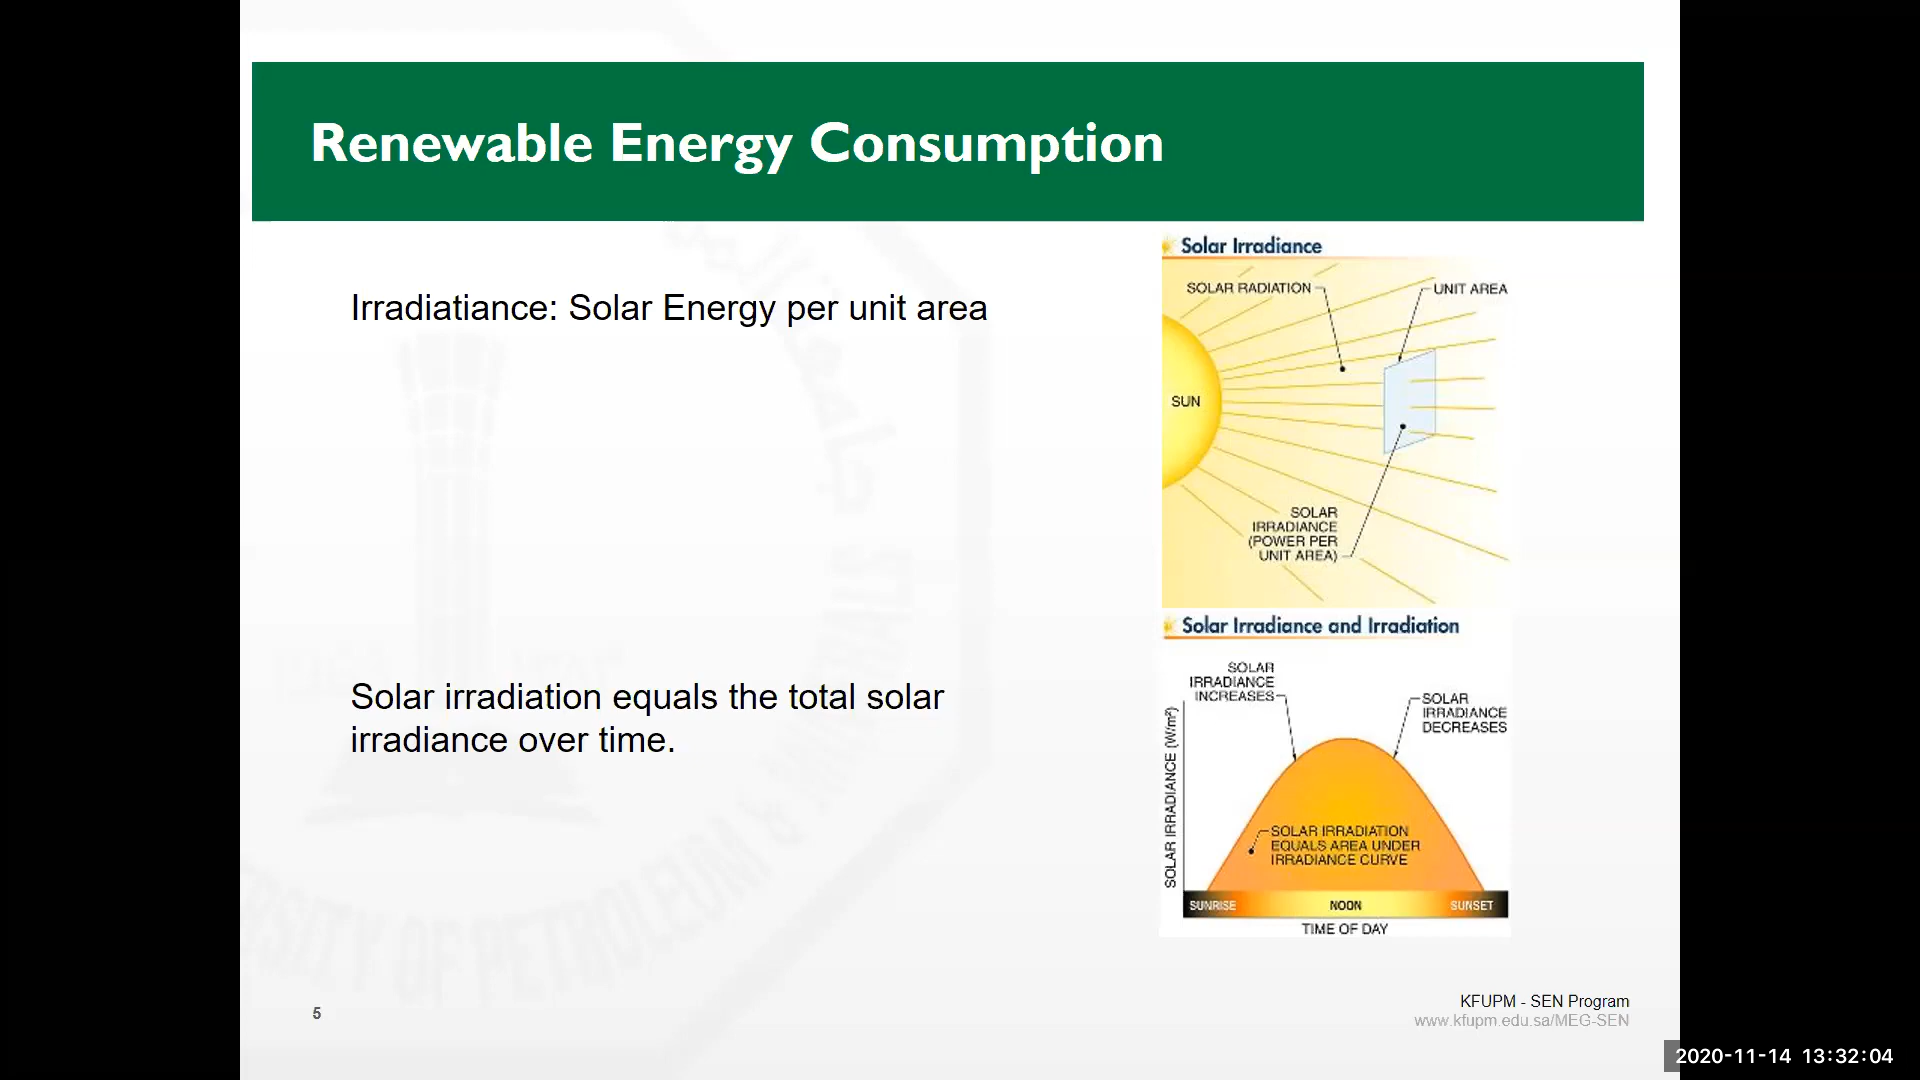 Renewable Energy Consumption
Irradiatiance: Solar Energy per unit area
Solar irradiation equals the total solar
irradiance over time.
Solar Irradiance
SOLAR RADIATION
UNIT AREA
SUN
SOLAR
IRRADIANCE
(POWER PER
UNIT AREA)
Solar Irradiance and Irradiation
SOLAR
IRRADIANCE
INCREASES
SOLAR
IRRADIANCE
DECREASES
SOLAR IRRADIANCE (W/m²)
SOLAR IRRADIATION
EQUALS AREA UNDER
IRRADIANCE CURVE
SUNRISE NOON SUNSET
TIME OF DAY
5
KFUPM - SEN Program
www.kfupm.edu.sa/MEG-SEN
2020-11-14 13:32:04